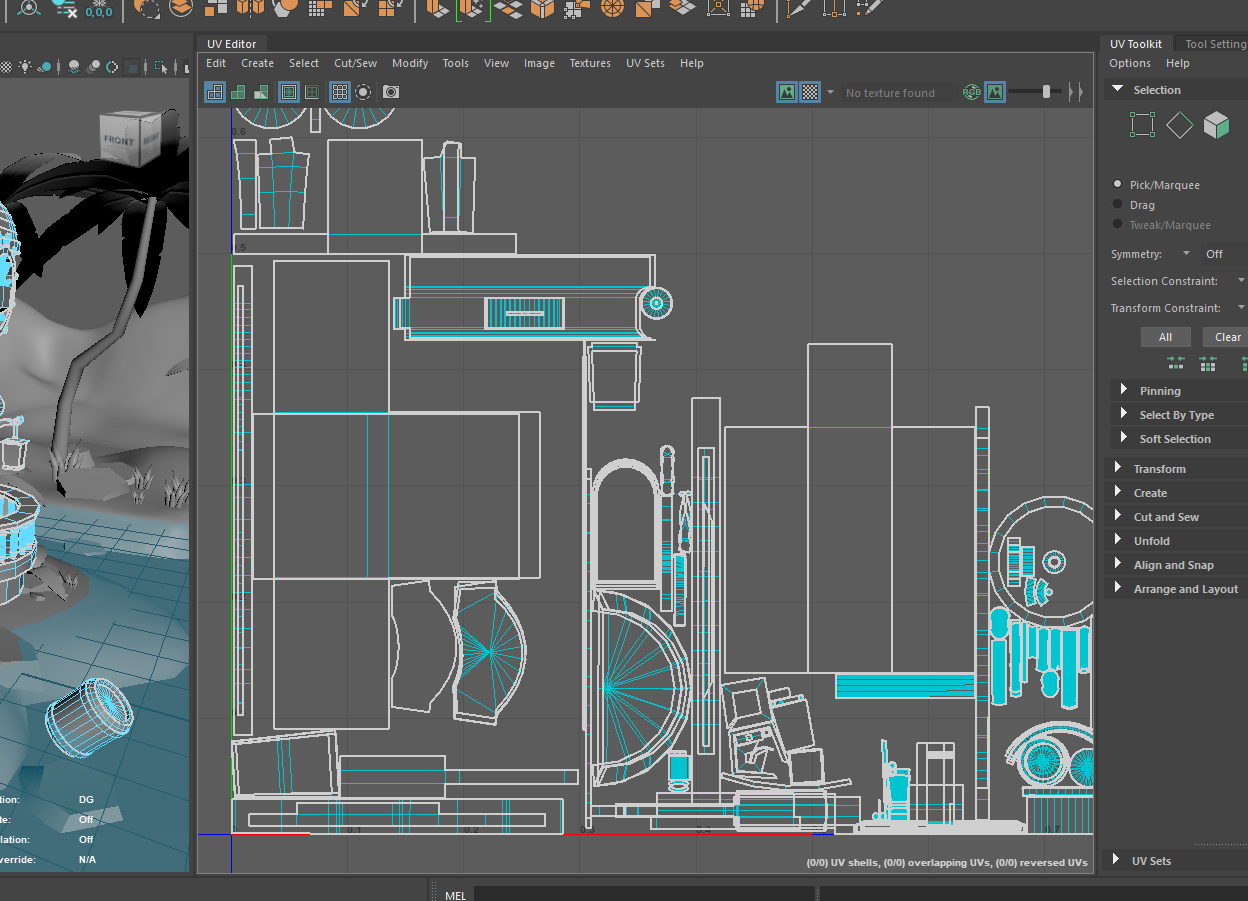 0,0,0
UV Editor
UV Toolkit
Tool Setting
Edit Create Select Cut/Sew Modify Tools View Image Textures UV Sets Help
Options Help
No texture found
RGB
Selection
FRONT
0.6
Pick/Marquee
Drag
Tweak/Marquee
0.5
Symmetry: Off
Selection Constraint:
Transform Constraint:
All Clear
Pinning
Select By Type
Soft Selection
Transform
Create
Cut and Sew
Unfold
Align and Snap
Arrange and Layout
tion: DG
te: Off
lation: Off
verride: N/A
0.1 0.2 0.3 0.4 0.7
(0/0) UV shells, (0/0) overlapping UVs, (0/0) reversed UVs
UV Sets
MEL